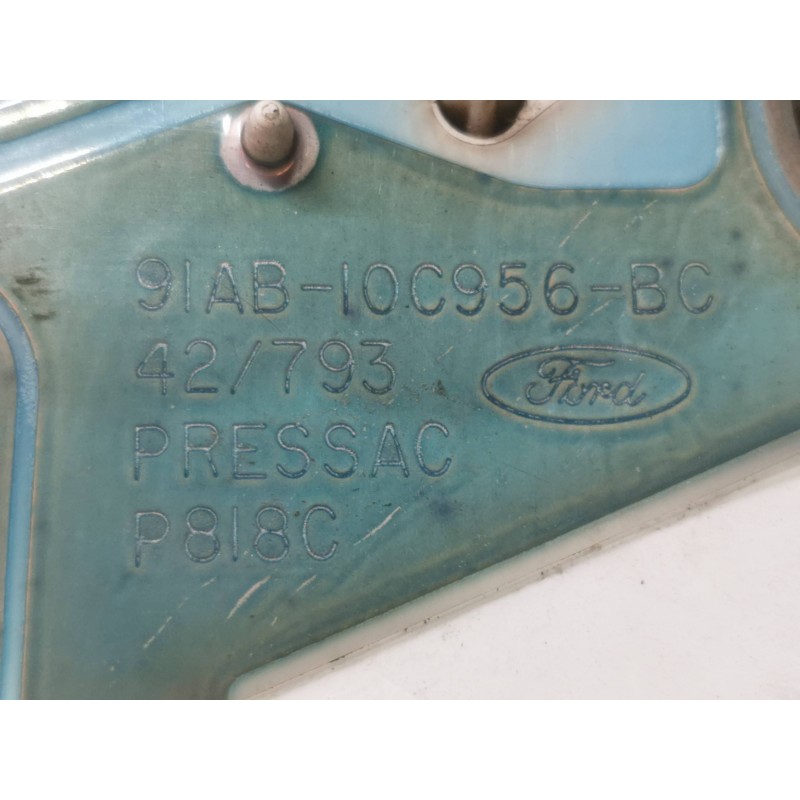 91AB-10C956-BC
42/793
Ford
PRESSAC
P818C